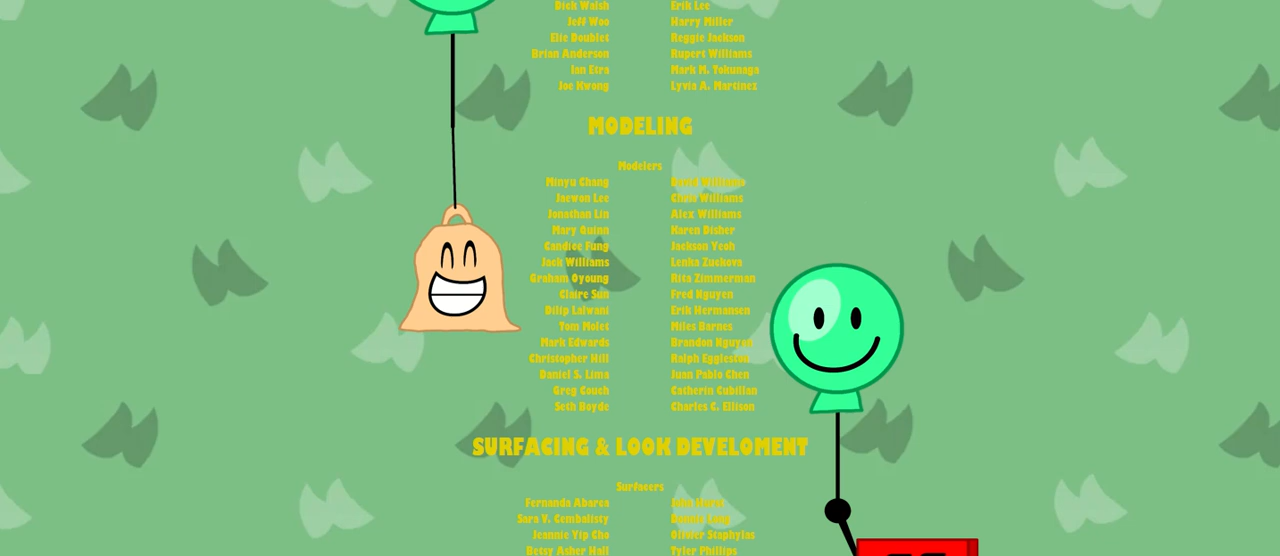 Dick Walsh Erik Lee
Jeff Woo Harry Miller
Elie Doublet Reggie Jackson
Brian Anderson Rupert Williams
Ian Etra Mark M. Tokunaga
Joe Kwong Lyvia A. Martinez
MODELING
Modelers
Minyu Chang David Williams
Jaewon Lee Chair Williams
Jonathan Lin Alex Williams
Mary Quinn Karen Disher
Candice Fung Jackson Yeoh
Jack Williams Lenka Zuckova
Graham Oyoung Rita Zimmerman
Claire Sun Fred Nguyen
Dilip Lalwani Erik Hermansen
Tom Molet Miles Barnes
Mark Edwards Brandon Nguyen
Christopher Hill Ralph Eggleston
Daniel S. Lima Juan Pablo Chen
Greg Couch Catherin Cubillan
Seth Boyde Charles C. Ellison
SURFACING & LOOK DEVELOMENT
Surfacers
Fernanda Abarca
Sara V. Cembalisty
Jeannie Yip Cho Oliwer Staphylas
Betsy Asher Hall Tyler Phillips